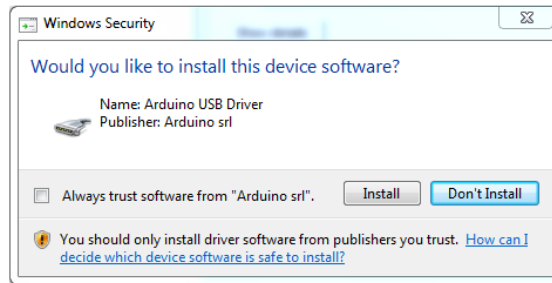 Windows Security
Would you like to install this device software?
Name: Arduino USB Driver
Publisher: Arduino srl
Always trust software from "Arduino srl".
Install
Don't Install
You should only install driver software from publishers you trust. How can I
decide which device software is safe to install?